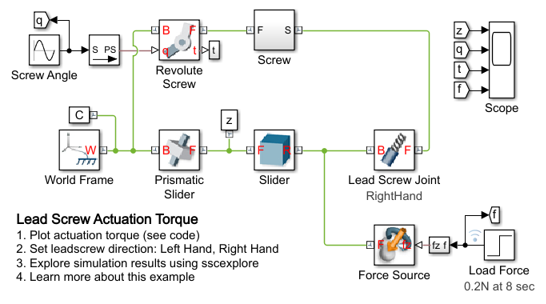 q
S PS
B F
q t
t
F S
Screw Angle
Revolute
Screw
Screw
z
q
t
f
Scope
C
z
W
B F
F
B F
World Frame
Prismatic
Slider
Slider
Lead Screw Joint
RightHand
Lead Screw Actuation Torque
1. Plot actuation torque (see code)
2. Set leadscrew direction: Left Hand, Right Hand
3. Explore simulation results using sscexplore
4. Learn more about this example
f
F
fz f
Force Source
Load Force
0.2N at 8 sec